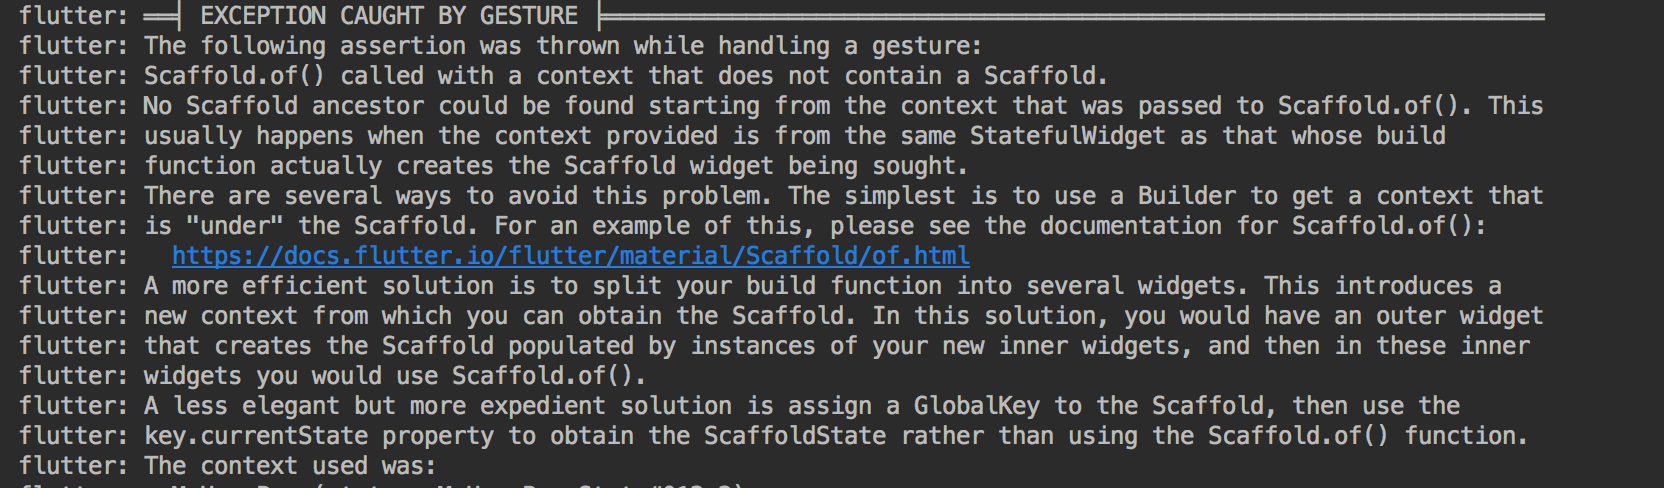 flutter: ══╡ EXCEPTION CAUGHT BY GESTURE ╞═══════════════════════════════════════════════════════════════════
flutter: The following assertion was thrown while handling a gesture:
flutter: Scaffold.of() called with a context that does not contain a Scaffold.
flutter: No Scaffold ancestor could be found starting from the context that was passed to Scaffold.of(). This
flutter: usually happens when the context provided is from the same StatefulWidget as that whose build
flutter: function actually creates the Scaffold widget being sought.
flutter: There are several ways to avoid this problem. The simplest is to use a Builder to get a context that
flutter: is "under" the Scaffold. For an example of this, please see the documentation for Scaffold.of():
flutter:   https://docs.flutter.io/flutter/material/Scaffold/of.html
flutter: A more efficient solution is to split your build function into several widgets. This introduces a
flutter: new context from which you can obtain the Scaffold. In this solution, you would have an outer widget
flutter: that creates the Scaffold populated by instances of your new inner widgets, and then in these inner
flutter: widgets you would use Scaffold.of().
flutter: A less elegant but more expedient solution is assign a GlobalKey to the Scaffold, then use the
flutter: key.currentState property to obtain the ScaffoldState rather than using the Scaffold.of() function.
flutter: The context used was: